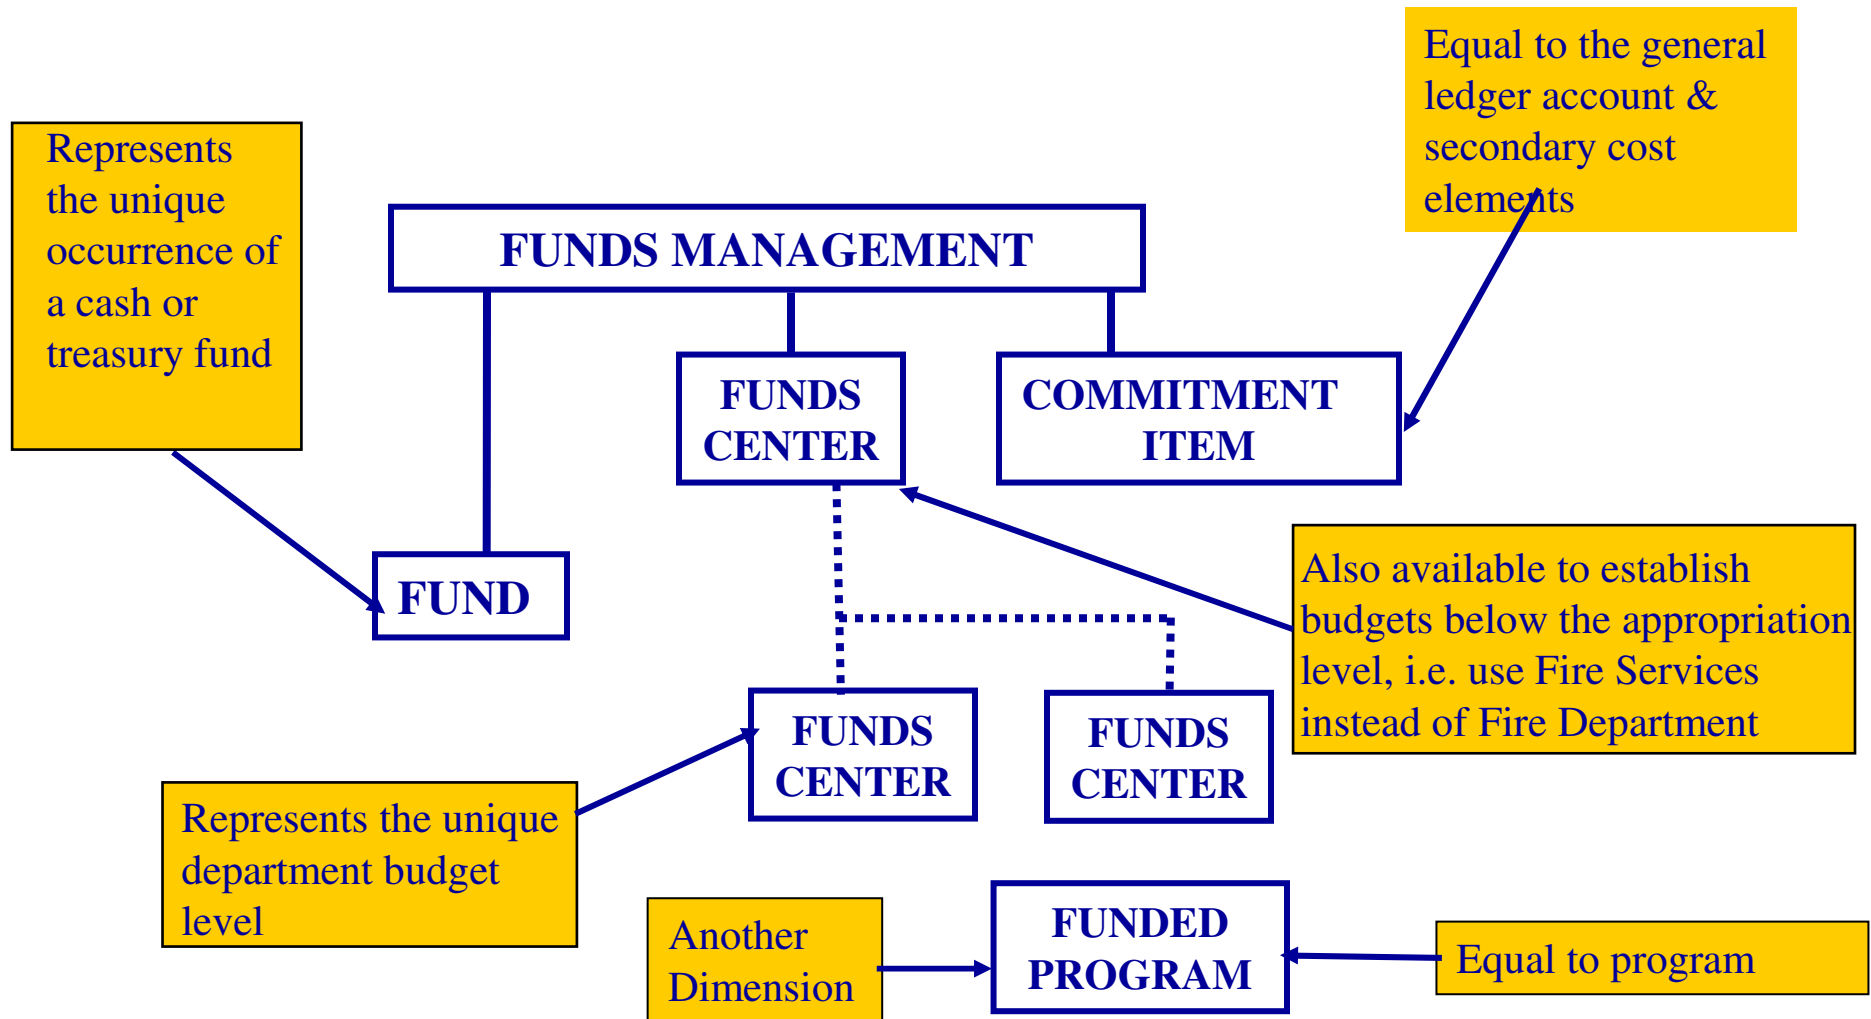 Equal to the general
ledger account &
secondary cost
elements
Represents
the unique
occurrence of
a cash or
treasury fund
FUNDS MANAGEMENT
FUNDS
CENTER
COMMITMENT
ITEM
FUND
Also available to establish
budgets below the appropriation
level, i.e. use Fire Services
instead of Fire Department
FUNDS
CENTER
FUNDS
CENTER
Represents the unique
department budget
level
Another
Dimension
FUNDED
PROGRAM
Equal to program